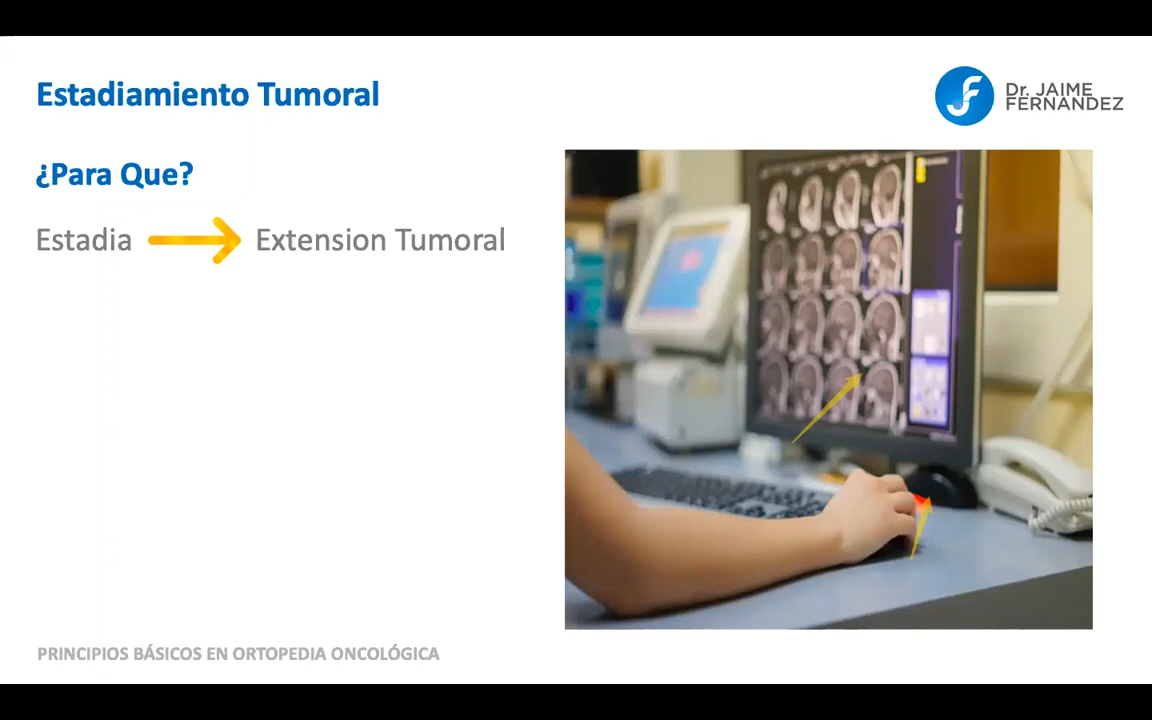 Estadiamiento Tumoral
Dr. JAIME
FERNANDEZ
¿Para Que?
Estadia
Extension Tumoral
PRINCIPIOS BÁSICOS EN ORTOPEDIA ONCOLÓGICA